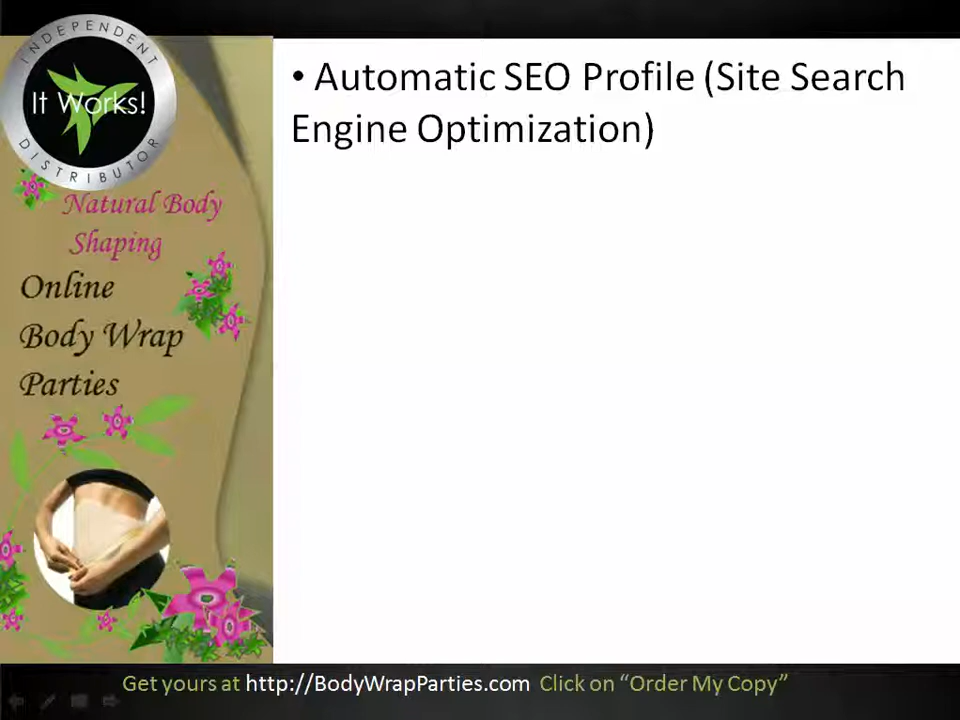 INDEPENDENT
It Works!
DISTRIBUTOR
Natural Body
Shaping
Online
Body Wrap
Parties
• Automatic SEO Profile (Site Search
Engine Optimization)
Get yours at http://BodyWrapParties.com Click on “Order My Copy”